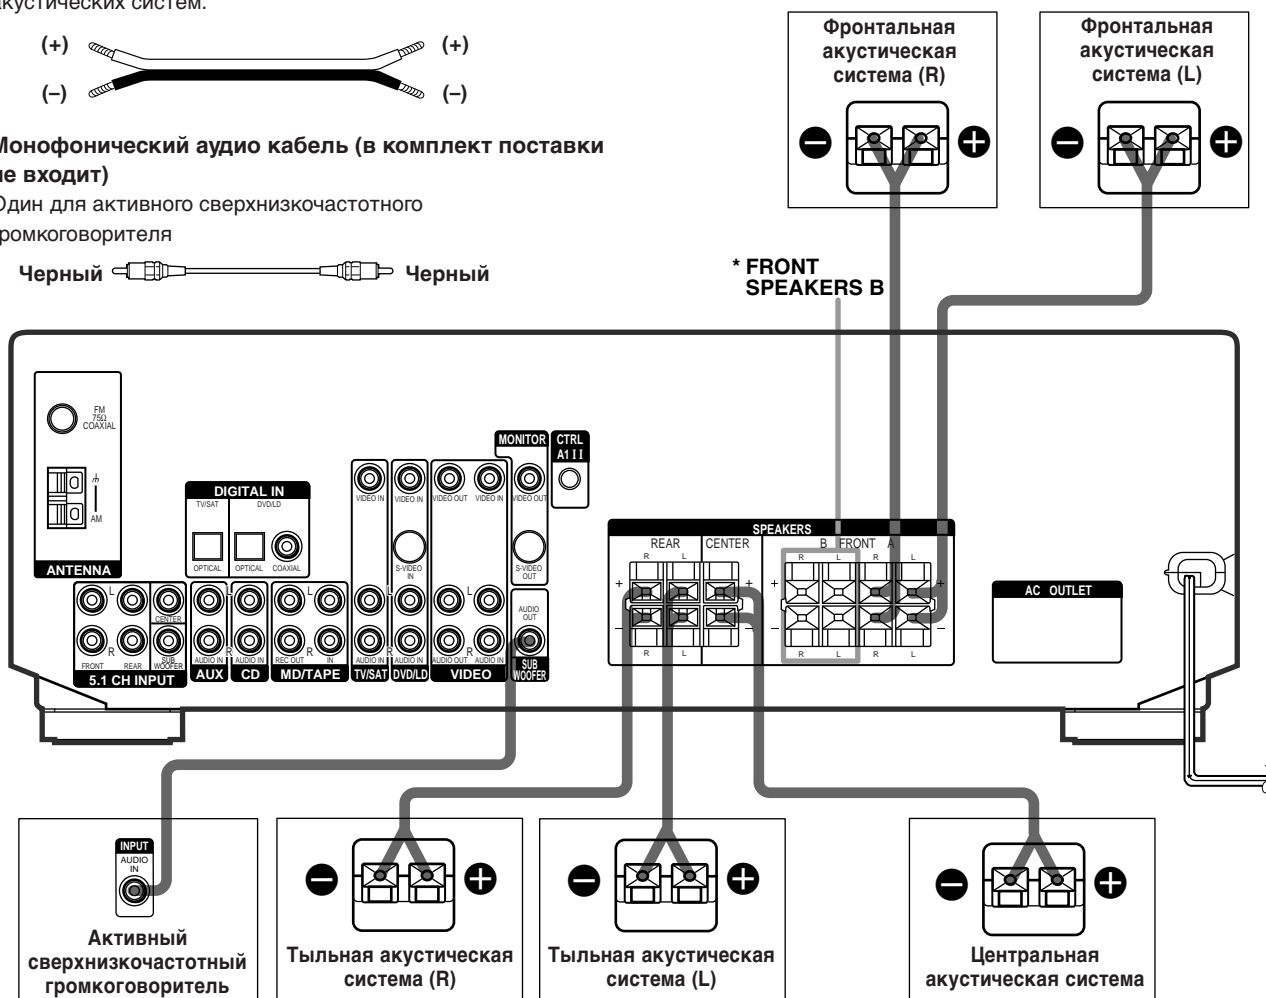 акустических систем.
(+) (+)
(–) (–)
Монофонический аудио кабель (в комплект поставки
не входит)
Один для активного сверхнизкочастотного
громкоговорителя
Черный Черный
Фронтальная
акустическая
система (R)
Фронтальная
акустическая
система (L)
* FRONT
SPEAKERS B
FM
75Ω
COAXIAL
AM
ANTENNA
DIGITAL IN
TV/SAT DVD/LD
OPTICAL OPTICAL COAXIAL
MONITOR
CTRL
A1 II
VIDEO IN VIDEO IN VIDEO OUT VIDEO IN VIDEO OUT
S-VIDEO
IN
S-VIDEO
OUT
AUDIO
OUT
SUB
WOOFER
L
CENTER
R
FRONT REAR SUB
WOOFER
5.1 CH INPUT
L
R
AUDIO IN AUDIO IN
AUX CD
L
R
REC OUT IN
MD/TAPE
L
R
AUDIO IN AUDIO IN
TV/SAT DVD/LD
L
R
AUDIO OUT AUDIO IN
VIDEO
SPEAKERS
REAR CENTER B FRONT A
R L R L R L
+ + + +
– – – –
R L R L R L
AC OUTLET
INPUT
AUDIO
IN
Активный
сверхнизкочастотный
громкоговоритель
Тыльная акустическая
система (R)
Тыльная акустическая
система (L)
Центральная
акустическая система